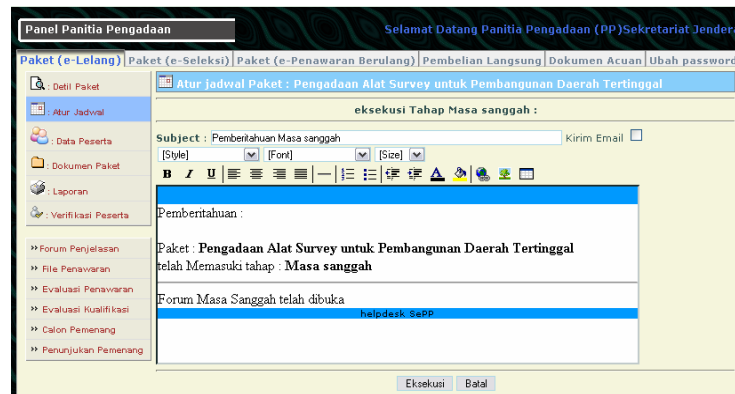 Panel Panitia Pengadaan
Selamat Datang Panitia Pengadaan (PP)Sekretariat Jender
Paket (e-Lelang) Paket (e-Seleksi) Paket (e-Penawaran Berulang) Pembelian Langsung Dokumen Acuan Ubah password
: Detil Paket
: Atur Jadwal
: Data Peserta
: Dokumen Paket
: Laporan
: Verifikasi Peserta
» Forum Penjelasan
» File Penawaran
» Evaluasi Penawaran
» Evaluasi Kualifikasi
» Calon Pemenang
» Penunjukan Pemenang
Atur jadwal Paket : Pengadaan Alat Survey untuk Pembangunan Daerah Tertinggal
eksekusi Tahap Masa sanggah :
Subject : Pemberitahuan Masa sanggah Kirim Email
[Style] [Font] [Size]
B I U A
Pemberitahuan :
Paket : Pengadaan Alat Survey untuk Pembangunan Daerah Tertinggal
telah Memasuki tahap : Masa sanggah
Forum Masa Sanggah telah dibuka
helpdesk SePP
Eksekusi Batal